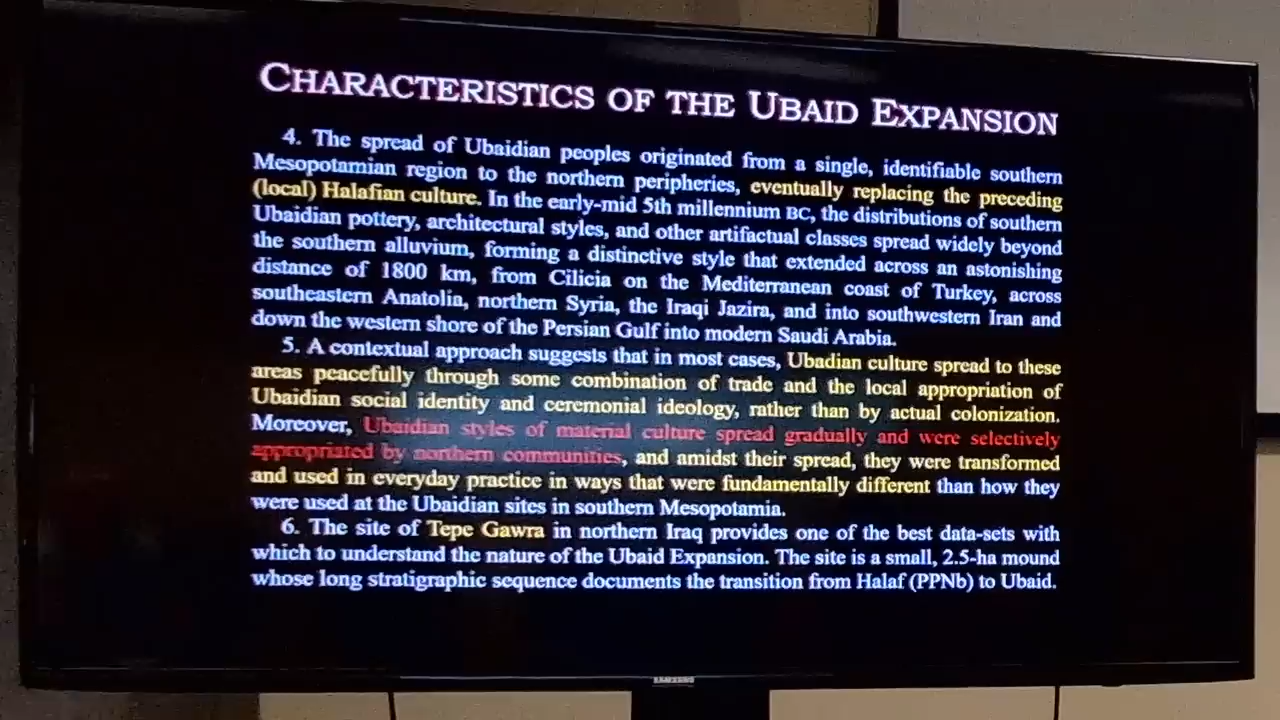 CHARACTERISTICS OF THE UBAID EXPANSION
4. The spread of Ubaidian peoples originated from a single, identifiable southern
Mesopotamian region to the northern peripheries, eventually replacing the preceding
(local) Halafian culture. In the early-mid 5th millennium BC, the distributions of southern
Ubaidian pottery, architectural styles, and other artifactual classes spread widely beyond
the southern alluvium, forming a distinctive style that extended across an astonishing
distance of 1800 km, from Cilicia on the Mediterranean coast of Turkey, across
southeastern Anatolia, northern Syria, the Iraqi Jazira, and into southwestern Iran and
down the western shore of the Persian Gulf into modern Saudi Arabia.
5. A contextual approach suggests that in most cases, Ubadian culture spread to these
areas peacefully through some combination of trade and the local appropriation of
Ubaidian social identity and ceremonial ideology, rather than by actual colonization.
Moreover, Ubaidian styles of material culture spread gradually and were selectively
appropriated by northern communities, and amidst their spread, they were transformed
and used in everyday practice in ways that were fundamentally different than how they
were used at the Ubaidian sites in southern Mesopotamia.
6. The site of Tepe Gawra in northern Iraq provides one of the best data-sets with
which to understand the nature of the Ubaid Expansion. The site is a small, 2.5-ha mound
whose long stratigraphic sequence documents the transition from Halaf (PPNb) to Ubaid.
SAMSUNG